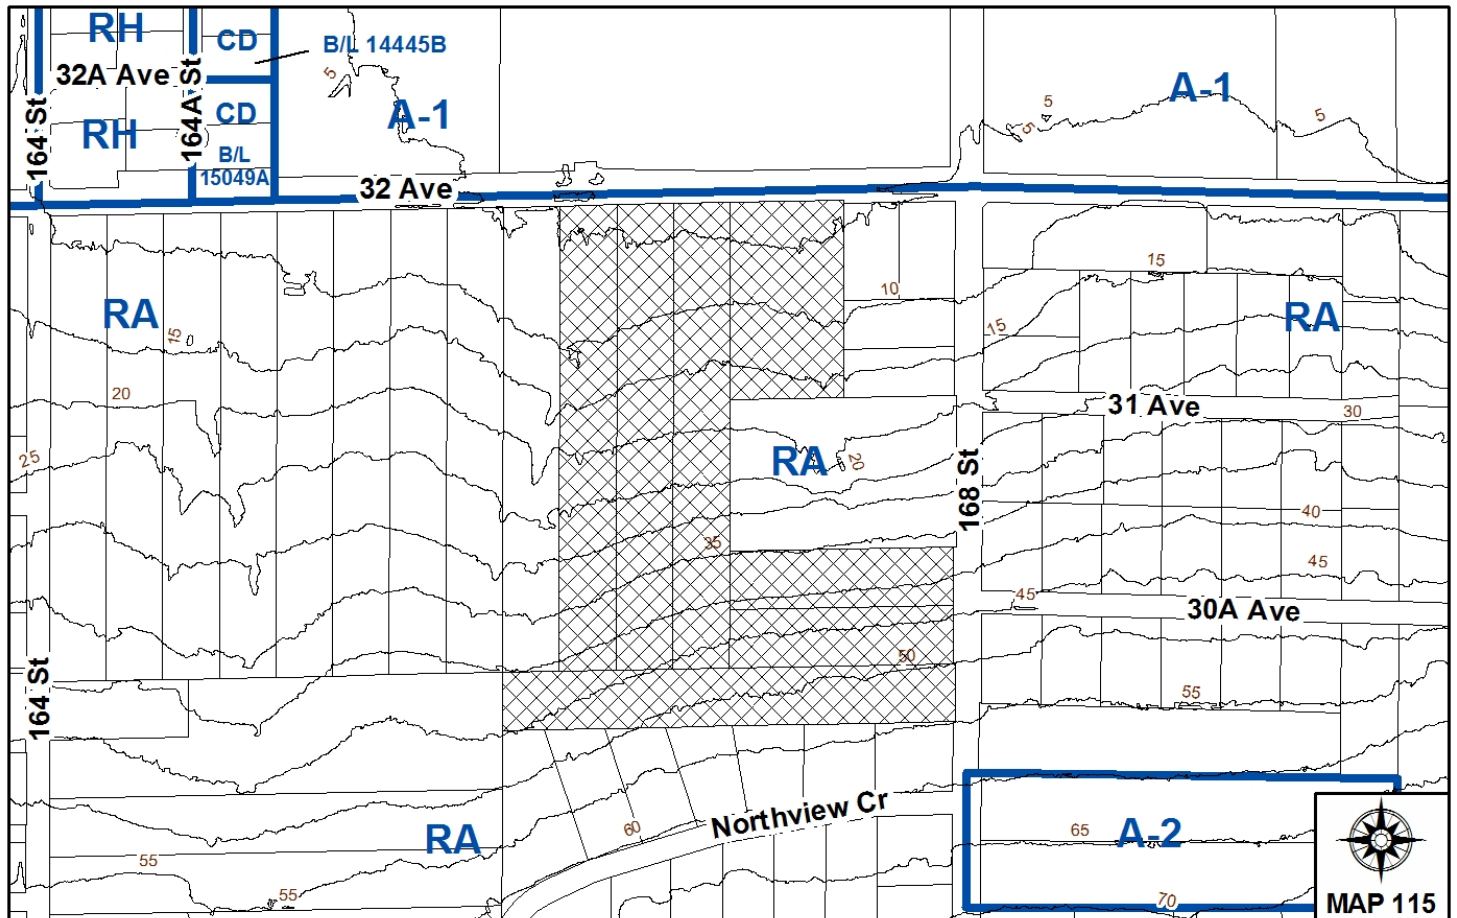 RH
CD
B/L 14445B
32A Ave
164A St
5
A-1
5
5
5
A-1
164 St
RH
CD
B/L
15049A
32 Ave
15
10
RA
15
15
RA
20
31 Ave
30
25
RA
20
168 St
40
35
45
45
30A Ave
50
164 St
55
Northview Cr
60
RA
65
A-2
55
55
70
MAP 115